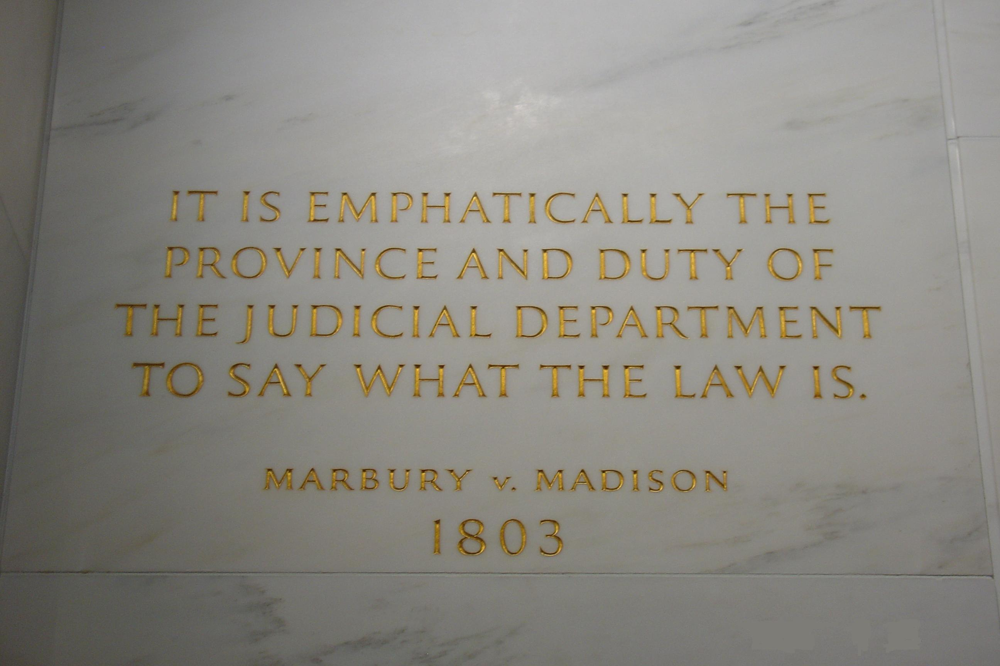 IT IS EMPHATICALLY THE
PROVINCE AND DUTY OF
THE JUDICIAL DEPARTMENT
TO SAY WHAT THE LAW IS.
MARBURY v. MADISON
1803